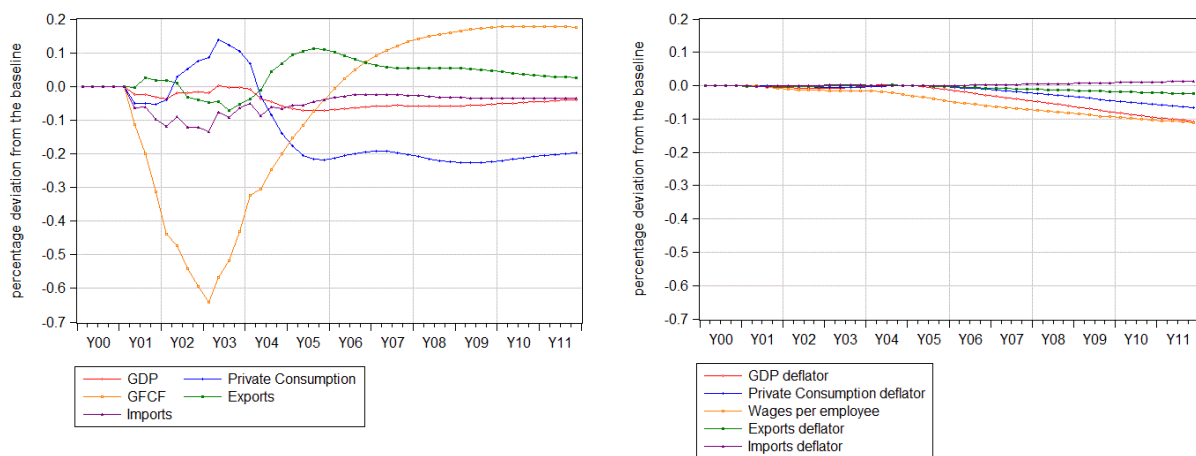 percentage deviation from the baseline
0.2
0.1
0.0
-0.1
-0.2
-0.3
-0.4
-0.5
-0.6
-0.7
Y00 Y01 Y02 Y03 Y04 Y05 Y06 Y07 Y08 Y09 Y10 Y11
GDP Private Consumption
GFCF Exports
Imports
percentage deviation from the baseline
0.2
0.1
0.0
-0.1
-0.2
-0.3
-0.4
-0.5
-0.6
-0.7
Y00 Y01 Y02 Y03 Y04 Y05 Y06 Y07 Y08 Y09 Y10 Y11
GDP deflator
Private Consumption deflator
Wages per employee
Exports deflator
Imports deflator